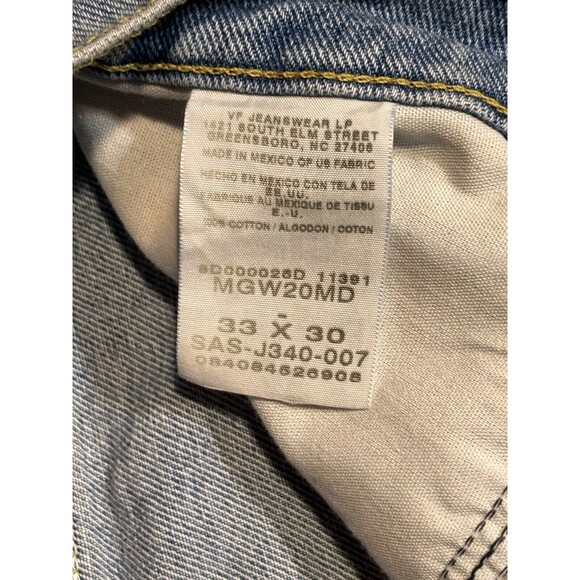 VF JEANSWEAR LP
1421 SOUTH ELM STREET
GREENSBORO, NC 27406
MADE IN MEXICO OF US FABRIC
HECHO EN MEXICO CON TELA DE
EE.UU.
FABRIQUE AU MEXIQUE DE TISSU
E.-U.
100% COTTON / ALGODON / COTON
11391
MGW20MD
-
33 X 30
SAS-J340-007